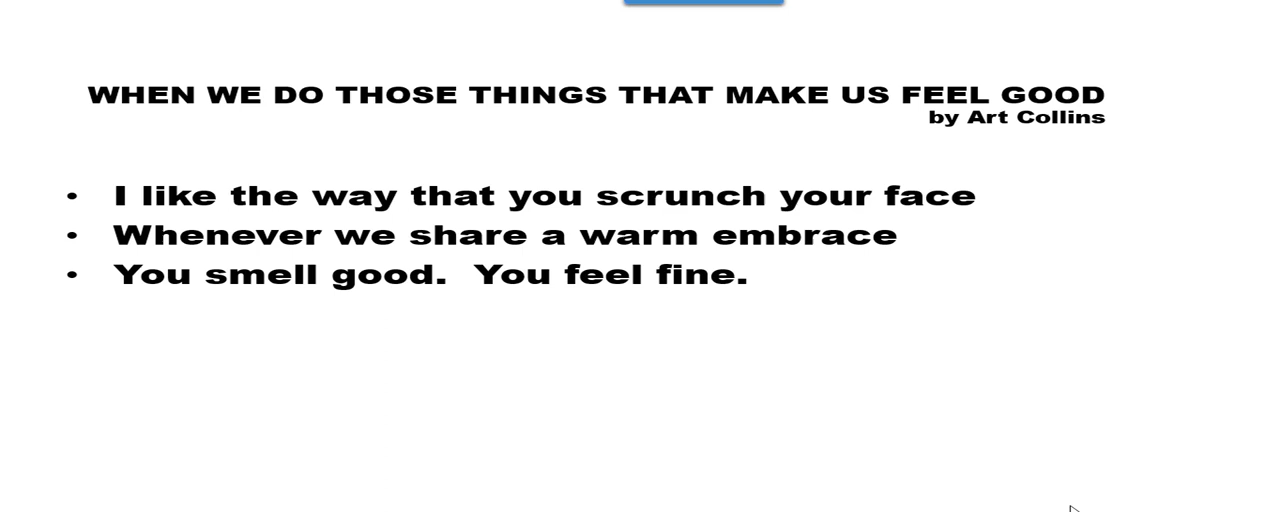 WHEN WE DO THOSE THINGS THAT MAKE US FEEL GOOD
by Art Collins
• I like the way that you scrunch your face
• Whenever we share a warm embrace
• You smell good.  You feel fine.